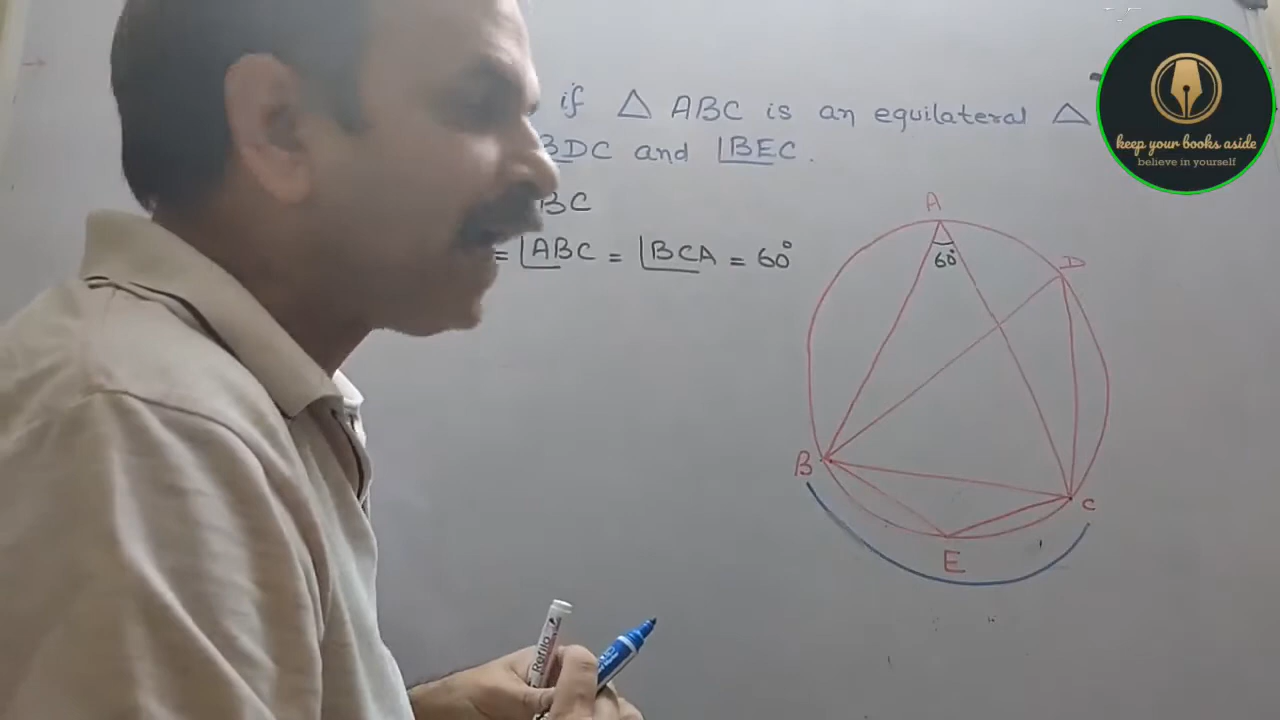 if △ ABC is an equilateral △
BDC and ∠BEC.
BC
= ∠ABC = ∠BCA = 60°
A
60°
D
B
C
E
Refilo
keep your books aside
believe in yourself